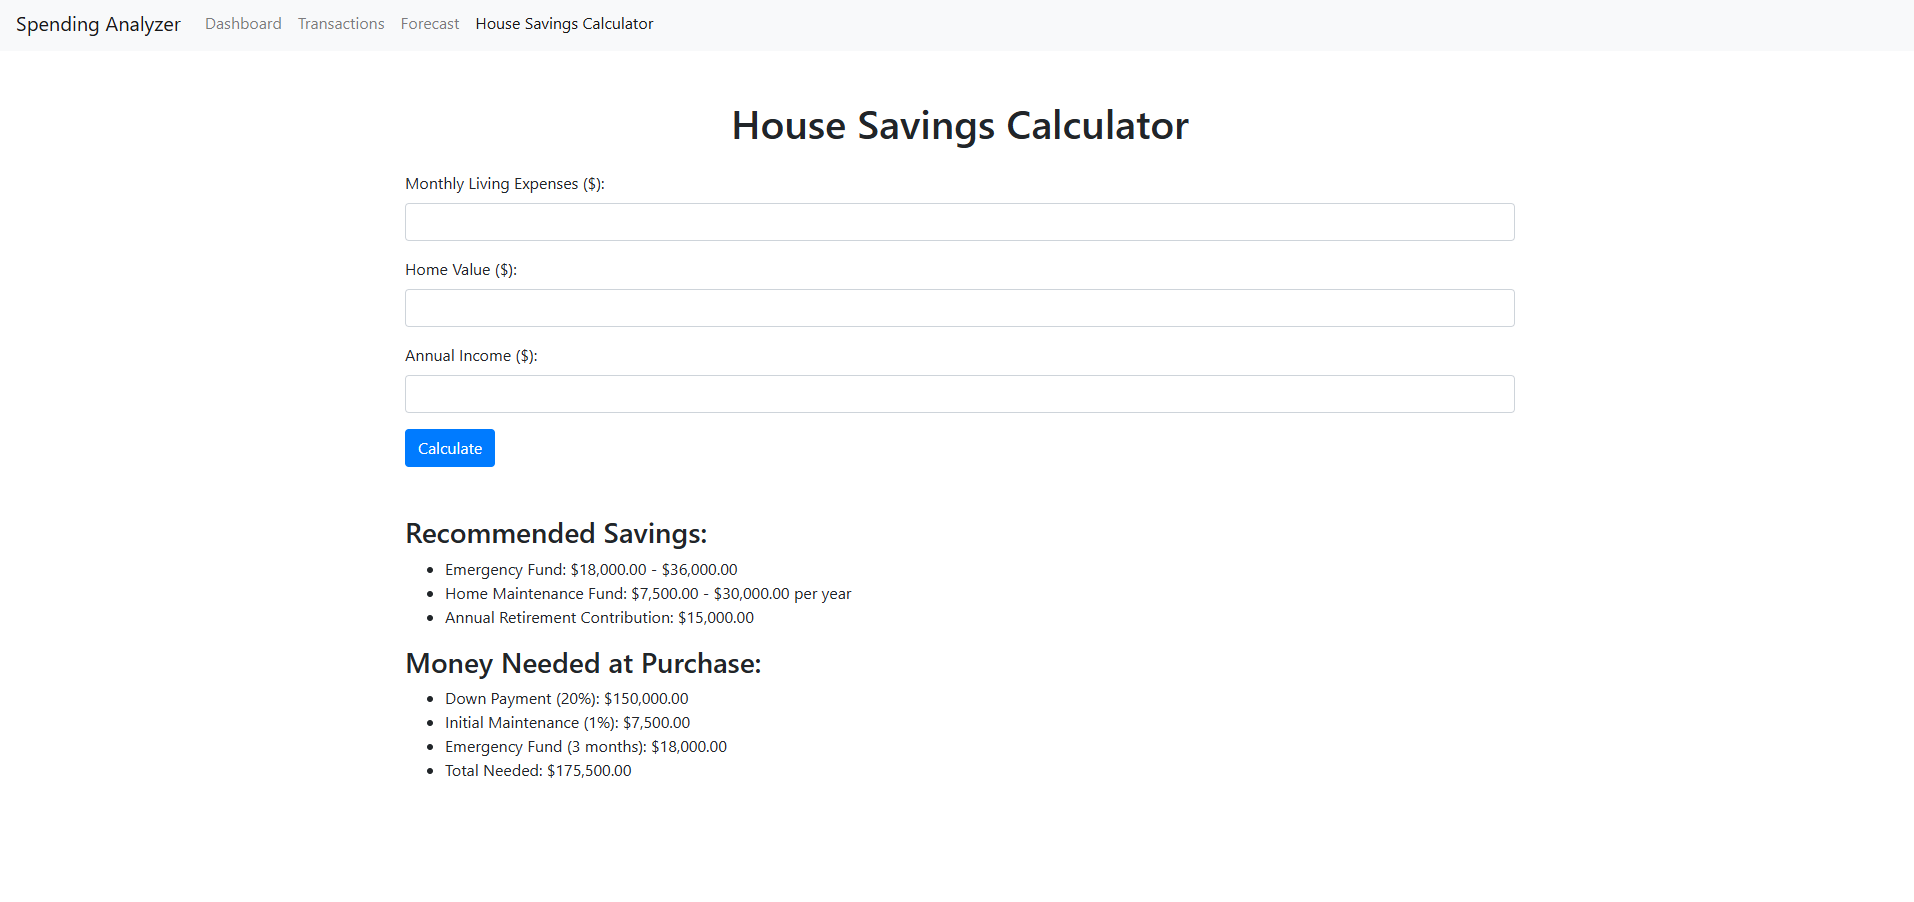 Spending Analyzer Dashboard Transactions Forecast House Savings Calculator
House Savings Calculator
Monthly Living Expenses ($):
Home Value ($):
Annual Income ($):
Calculate
Recommended Savings:
• Emergency Fund: $18,000.00 - $36,000.00
• Home Maintenance Fund: $7,500.00 - $30,000.00 per year
• Annual Retirement Contribution: $15,000.00
Money Needed at Purchase:
• Down Payment (20%): $150,000.00
• Initial Maintenance (1%): $7,500.00
• Emergency Fund (3 months): $18,000.00
• Total Needed: $175,500.00